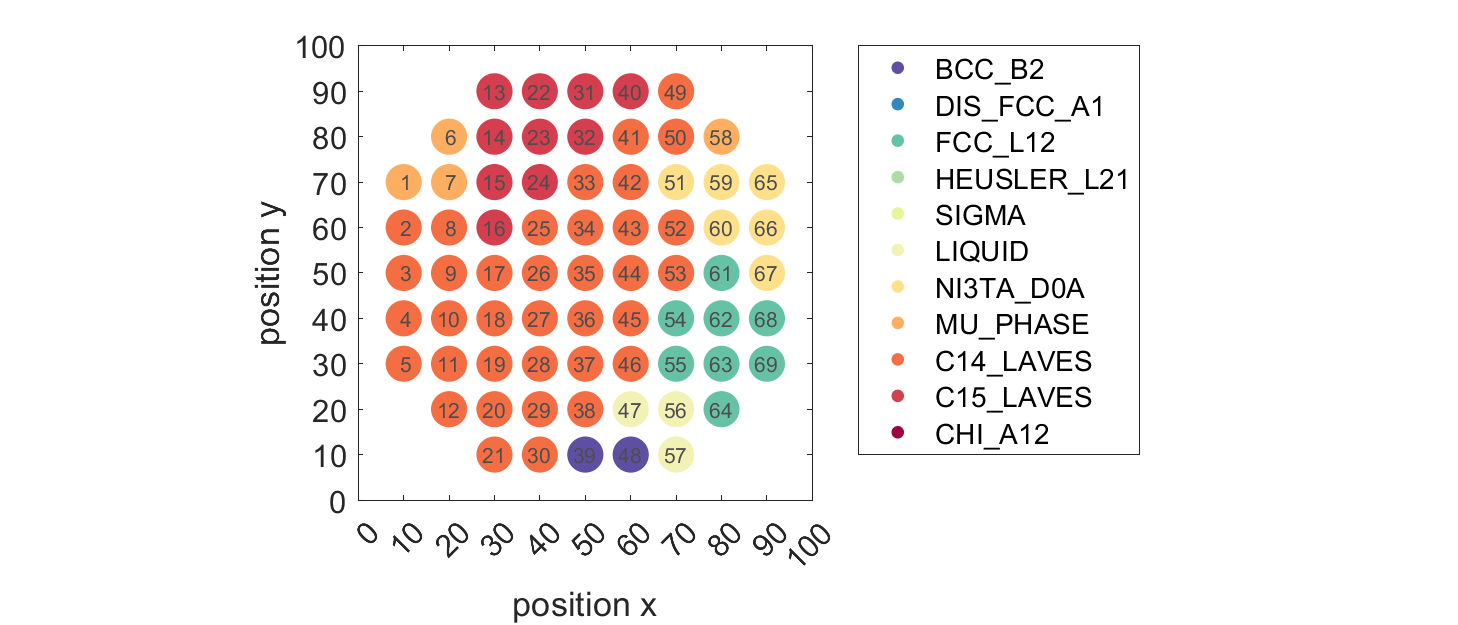 100
90
80
70
60
50
40
30
20
10
0
position y
13 22 31 40 49
6 14 23 32 41 50 58
1 7 15 24 33 42 51 59 65
2 8 16 25 34 43 52 60 66
3 9 17 26 35 44 53 61 67
4 10 18 27 36 45 54 62 68
5 11 19 28 37 46 55 63 69
12 20 29 38 47 56 64
21 30 39 48 57
0 10 20 30 40 50 60 70 80 90 100
position x
BCC_B2
DIS_FCC_A1
FCC_L12
HEUSLER_L21
SIGMA
LIQUID
NI3TA_D0A
MU_PHASE
C14_LAVES
C15_LAVES
CHI_A12